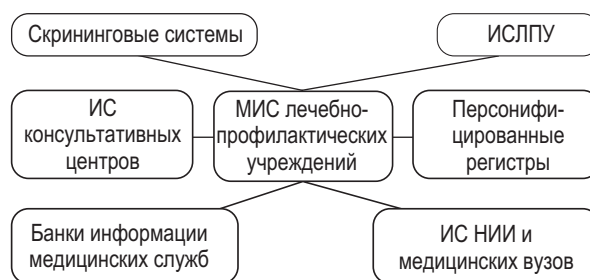 Скрининговые системы
ИСЛПУ
ИС
консультативных
центров
МИС лечебно-
профилактических
учреждений
Персонифи-
цированные
регистры
Банки информации
медицинских служб
ИС НИИ и
медицинских вузов